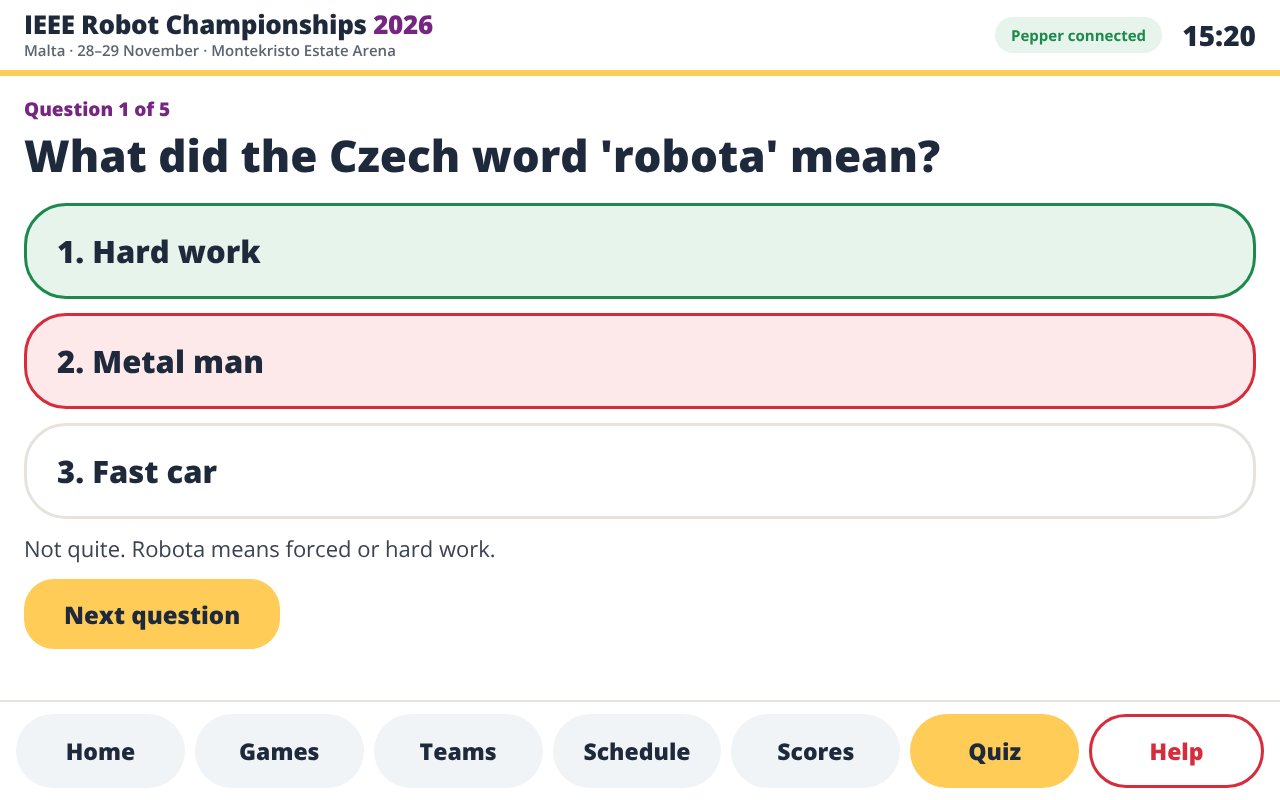 IEEE Robot Championships 2026
Malta · 28–29 November · Montekristo Estate Arena
Pepper connected
15:20
Question 1 of 5
What did the Czech word 'robota' mean?
1. Hard work
2. Metal man
3. Fast car
Not quite. Robota means forced or hard work.
Next question
Home
Games
Teams
Schedule
Scores
Quiz
Help